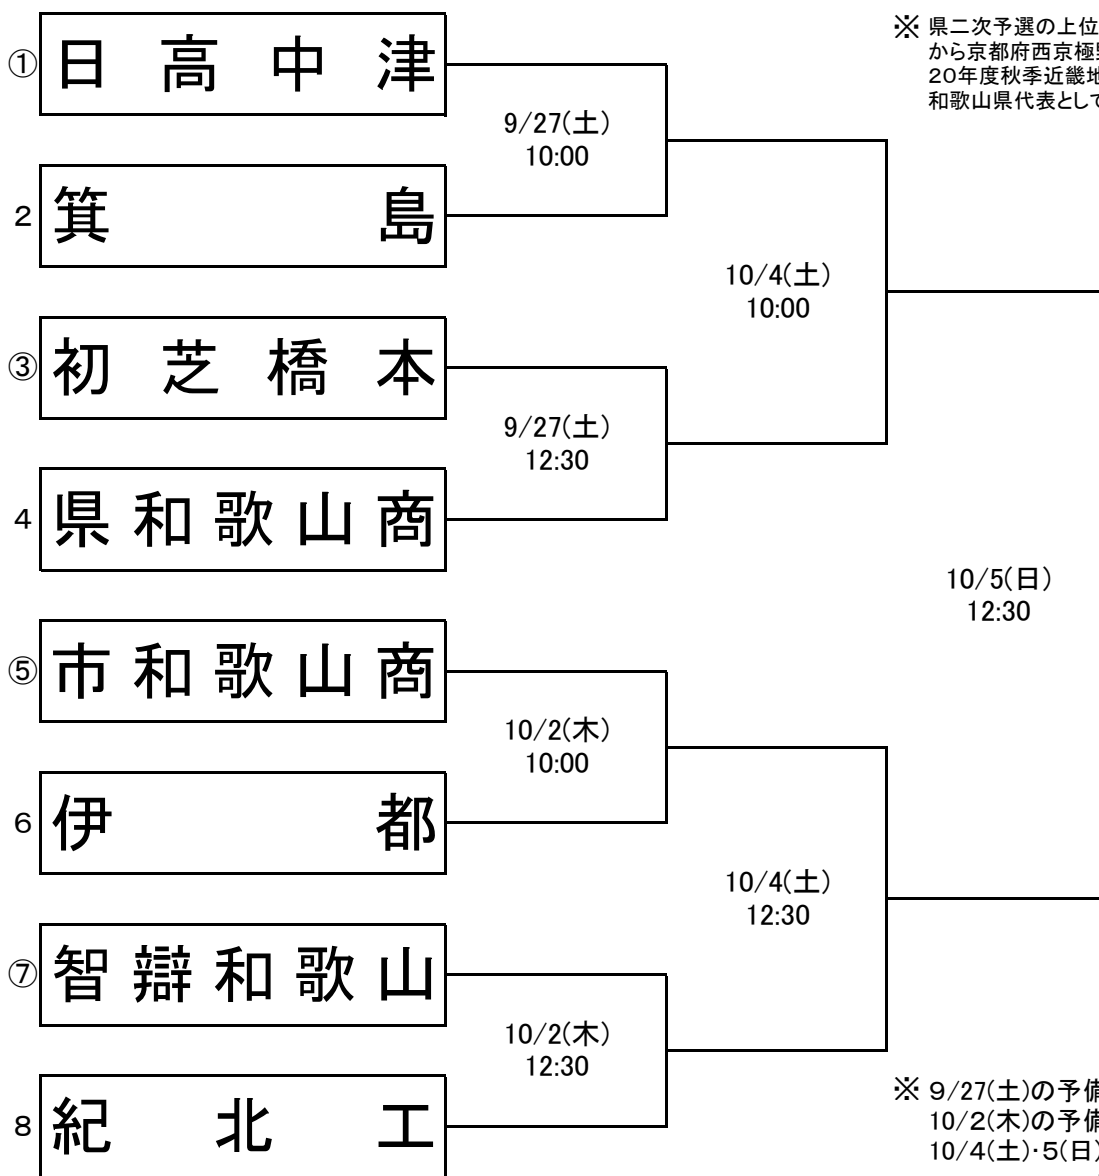 ※ 県二次予選の上位
から京都府西京極
20年度秋季近畿地
和歌山県代表として
① 日高中津
9/27(土)
10:00
2 箕島
10/4(土)
10:00
③ 初芝橋本
9/27(土)
12:30
4 県和歌山商
10/5(日)
12:30
⑤ 市和歌山商
10/2(木)
10:00
6 伊都
10/4(土)
12:30
⑦ 智辯和歌山
10/2(木)
12:30
8 紀北工
※ 9/27(土)の予備
10/2(木)の予備
10/4(土)・5(日)